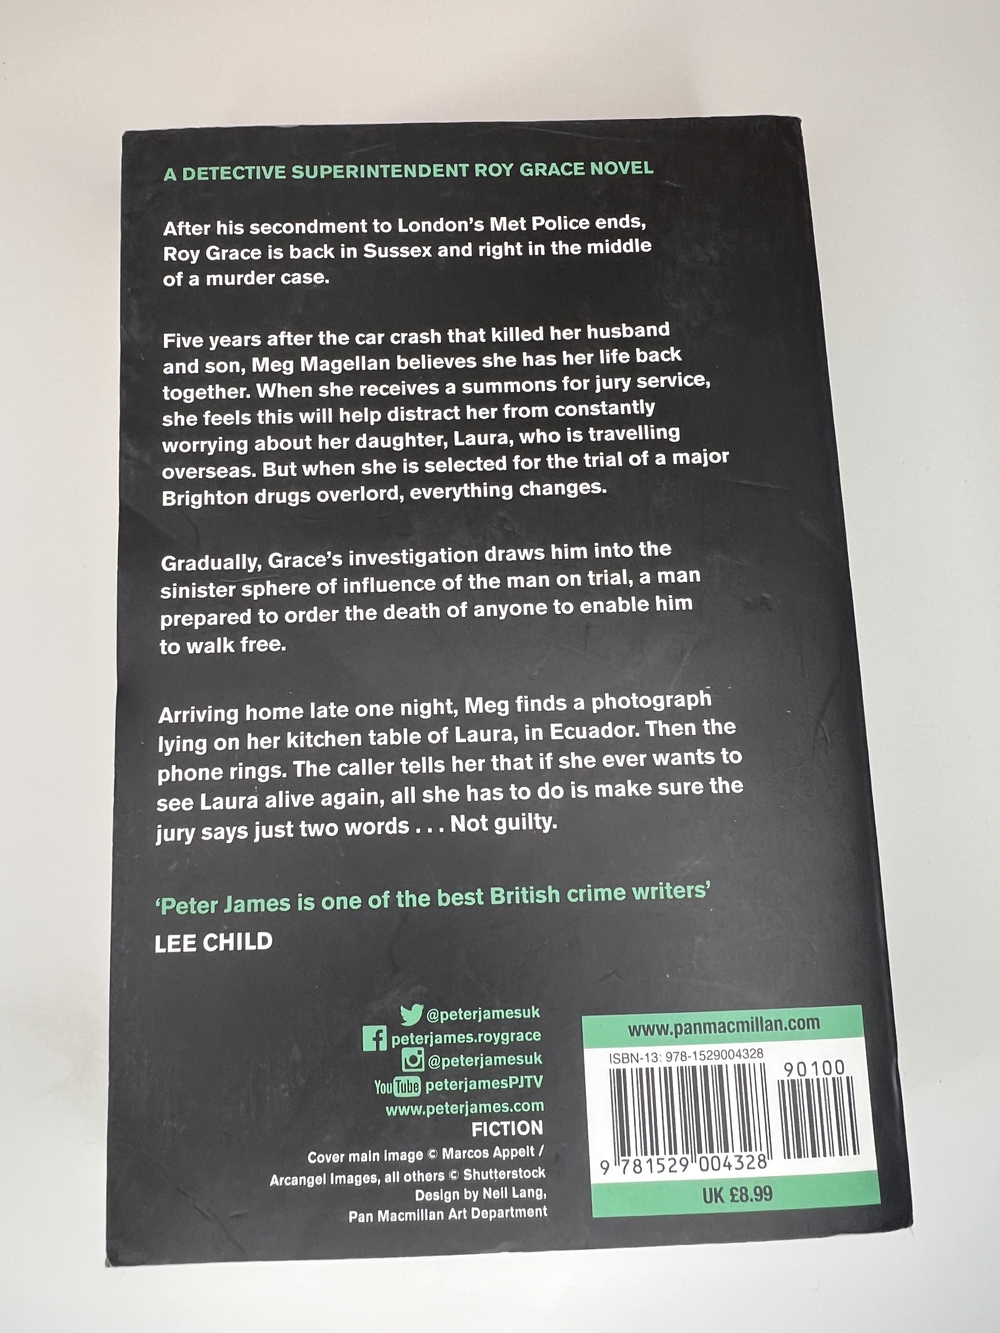 A DETECTIVE SUPERINTENDENT ROY GRACE NOVEL
After his secondment to London's Met Police ends,
Roy Grace is back in Sussex and right in the middle
of a murder case.
Five years after the car crash that killed her husband
and son, Meg Magellan believes she has her life back
together. When she receives a summons for jury service,
she feels this will help distract her from constantly
worrying about her daughter, Laura, who is travelling
overseas. But when she is selected for the trial of a major
Brighton drugs overlord, everything changes.
Gradually, Grace's investigation draws him into the
sinister sphere of influence of the man on trial, a man
prepared to order the death of anyone to enable him
to walk free.
Arriving home late one night, Meg finds a photograph
lying on her kitchen table of Laura, in Ecuador. Then the
phone rings. The caller tells her that if she ever wants to
see Laura alive again, all she has to do is make sure the
jury says just two words . . . Not guilty.
'Peter James is one of the best British crime writers'
LEE CHILD
@peterjamesuk
peterjames.roygrace
@peterjamesuk
YouTube peterjamesPJTV
www.peterjames.com
FICTION
Cover main image © Marcos Appelt /
Arcangel Images, all others © Shutterstock
Design by Neil Lang,
Pan Macmillan Art Department
www.panmacmillan.com
ISBN-13: 978-1529004328
90100
9 781529 004328
UK £8.99